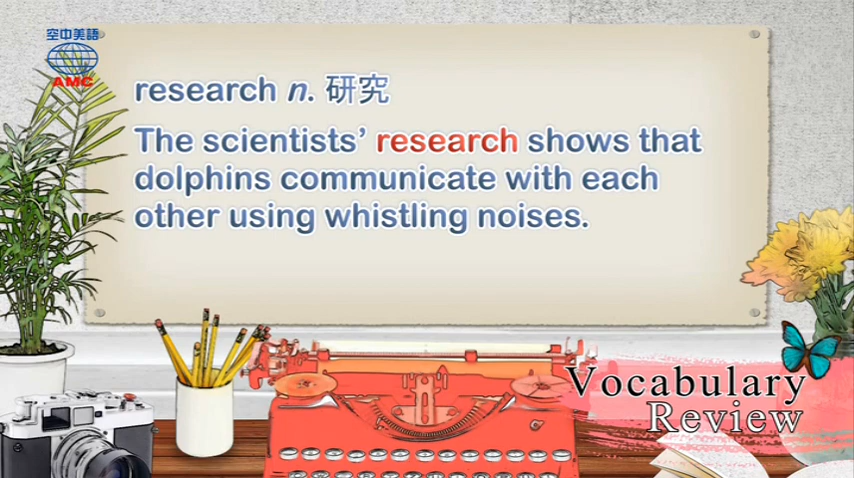 空中美語
AMC
research n. 研究
The scientists’ research shows that
dolphins communicate with each
other using whistling noises.
Vocabulary
Review